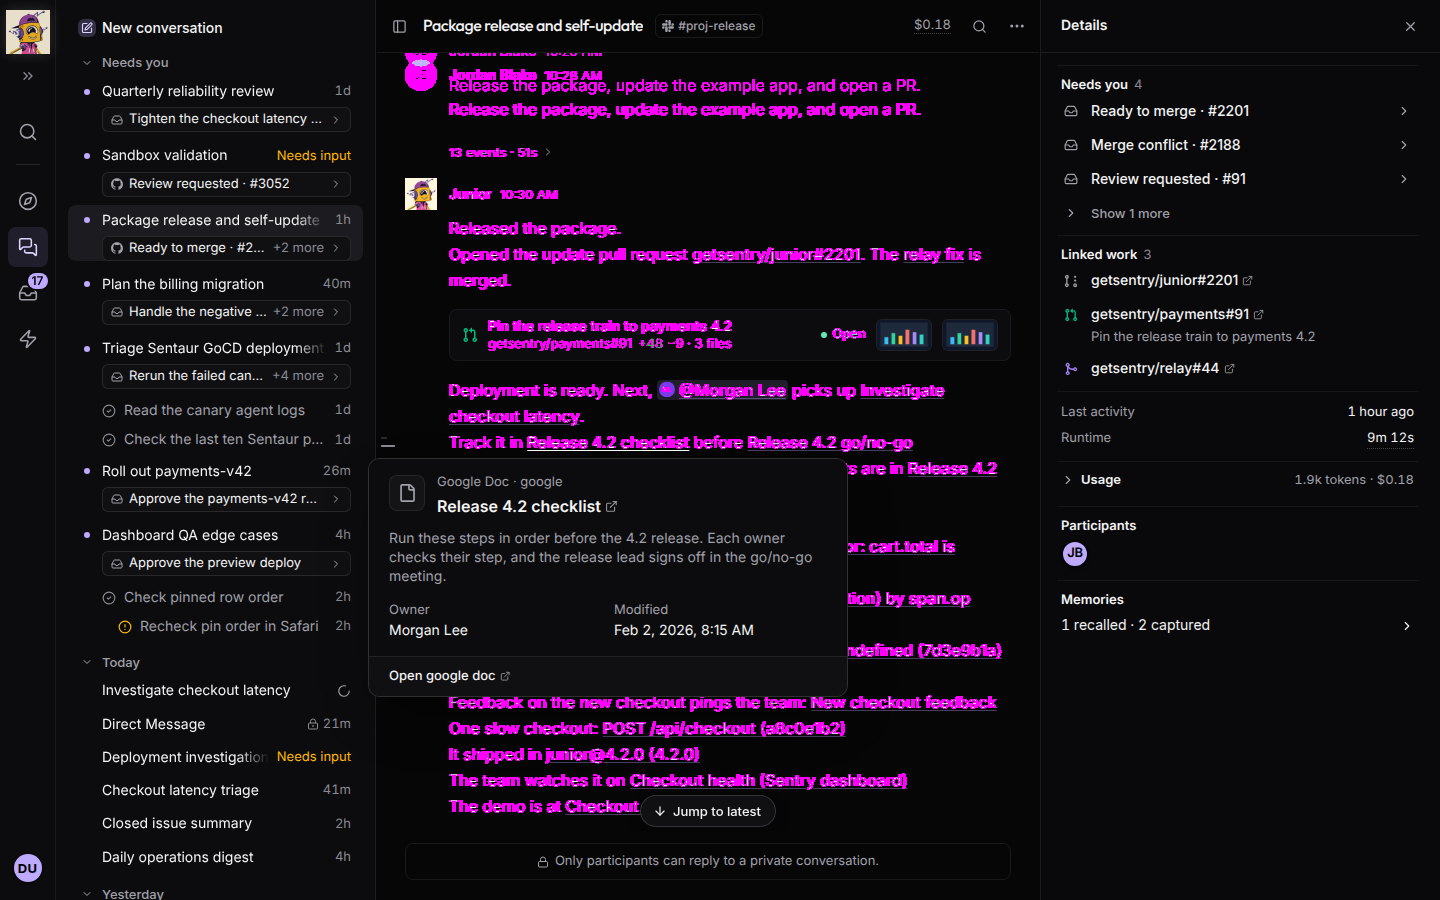 New conversation
Needs you
Quarterly reliability review 1d
Tighten the checkout latency ...
Sandbox validation Needs input
Review requested · #3052
Package release and self-update 1h
Ready to merge · #2... +2 more
Plan the billing migration 40m
Handle the negative ... +2 more
Triage Sentaur GoCD deployment 1d
Rerun the failed can... +4 more
Read the canary agent logs 1d
Check the last ten Sentaur p... 1d
Roll out payments-v42 26m
Approve the payments-v42 r...
Dashboard QA edge cases 4h
Approve the preview deploy
Check pinned row order 2h
Recheck pin order in Safari 2h
Today
Investigate checkout latency
Direct Message 21m
Deployment investigation Needs input
Checkout latency triage 41m
Closed issue summary 2h
Daily operations digest 4h
Yesterday
17
DU
Package release and self-update #proj-release $0.18
Jordan Blake 10:28 AM
Release the package, update the example app, and open a PR.
Release the package, update the example app, and open a PR.
13 events · 51s
Junior 10:30 AM
Released the package.
Opened the update pull request getsentry/junior#2201. The relay fix is
merged.
Pin the release train to payments 4.2
getsentry/payments#91 +48 −9 · 3 files
Open
Deployment is ready. Next, @Morgan Lee picks up Investigate
checkout latency.
Track it in Release 4.2 checklist before Release 4.2 go/no-go
s are in Release 4.2
Google Doc · google
Release 4.2 checklist
Run these steps in order before the 4.2 release. Each owner
checks their step, and the release lead signs off in the go/no-go
meeting.
Owner Modified
Morgan Lee Feb 2, 2026, 8:15 AM
Open google doc
or: cart.total is
tion) by span.op
ndefined (7d3e9b1a)
Feedback on the new checkout pings the team: New checkout feedback
One slow checkout: POST /api/checkout (a8c0e1b2)
It shipped in junior@4.2.0 (4.2.0)
The team watches it on Checkout health (Sentry dashboard)
The demo is at Checkout
Jump to latest
Only participants can reply to a private conversation.
Details
Needs you 4
Ready to merge · #2201
Merge conflict · #2188
Review requested · #91
Show 1 more
Linked work 3
getsentry/junior#2201
getsentry/payments#91
Pin the release train to payments 4.2
getsentry/relay#44
Last activity 1 hour ago
Runtime 9m 12s
Usage 1.9k tokens · $0.18
Participants
JB
Memories
1 recalled · 2 captured